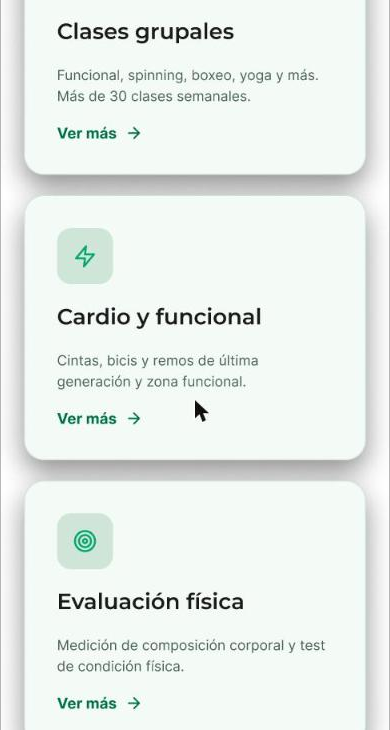 Clases grupales
Funcional, spinning, boxeo, yoga y más.
Más de 30 clases semanales.
Ver más
Cardio y funcional
Cintas, bicis y remos de última
generación y zona funcional.
Ver más
Evaluación física
Medición de composición corporal y test
de condición física.
Ver más